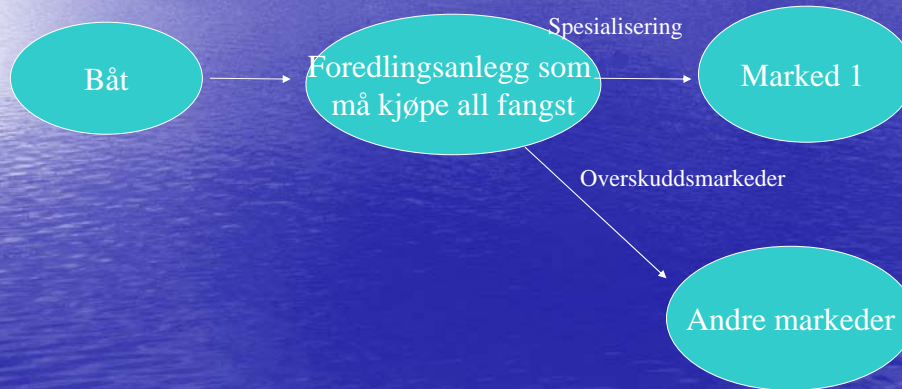 Spesialisering
Båt
Foredlingsanlegg som
må kjøpe all fangst
Marked 1
Overskuddsmarkeder
Andre markeder